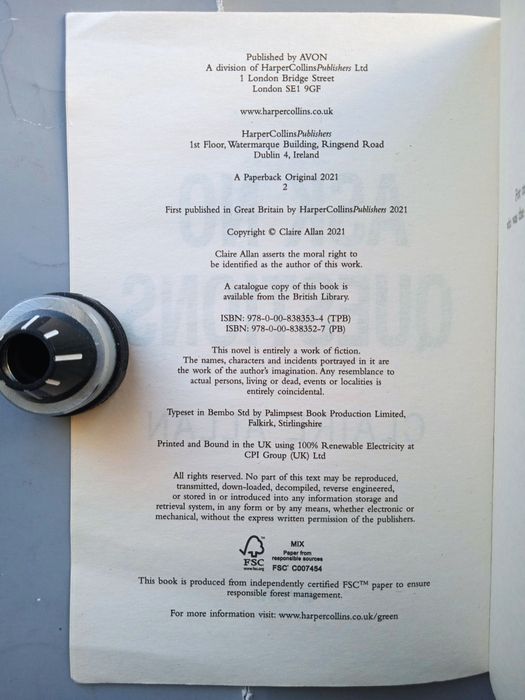 Published by AVON
A division of HarperCollinsPublishers Ltd
1 London Bridge Street
London SE1 9GF
www.harpercollins.co.uk
HarperCollinsPublishers
1st Floor, Watermarque Building, Ringsend Road
Dublin 4, Ireland
A Paperback Original 2021
2
First published in Great Britain by HarperCollinsPublishers 2021
Copyright © Claire Allan 2021
Claire Allan asserts the moral right to
be identified as the author of this work.
A catalogue copy of this book is
available from the British Library.
ISBN: 978-0-00-838353-4 (TPB)
ISBN: 978-0-00-838352-7 (PB)
This novel is entirely a work of fiction.
The names, characters and incidents portrayed in it are
the work of the author's imagination. Any resemblance to
actual persons, living or dead, events or localities is
entirely coincidental.
Typeset in Bembo Std by Palimpsest Book Production Limited,
Falkirk, Stirlingshire
Printed and Bound in the UK using 100% Renewable Electricity at
CPI Group (UK) Ltd
All rights reserved. No part of this text may be reproduced,
transmitted, down-loaded, decompiled, reverse engineered,
or stored in or introduced into any information storage and
retrieval system, in any form or by any means, whether electronic or
mechanical, without the express written permission of the publishers.
FSC
www.fsc.org
MIX
Paper from
responsible sources
FSC® C007454
This book is produced from independently certified FSC™ paper to ensure
responsible forest management.
For more information visit: www.harpercollins.co.uk/green